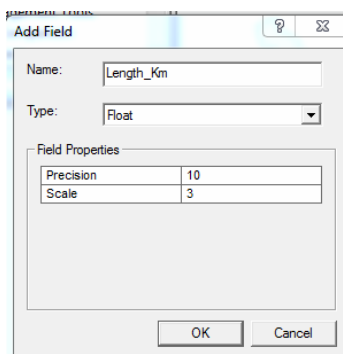 Add Field
Name: Length_Km
Type: Float
Field Properties
Precision 10
Scale 3
OK Cancel